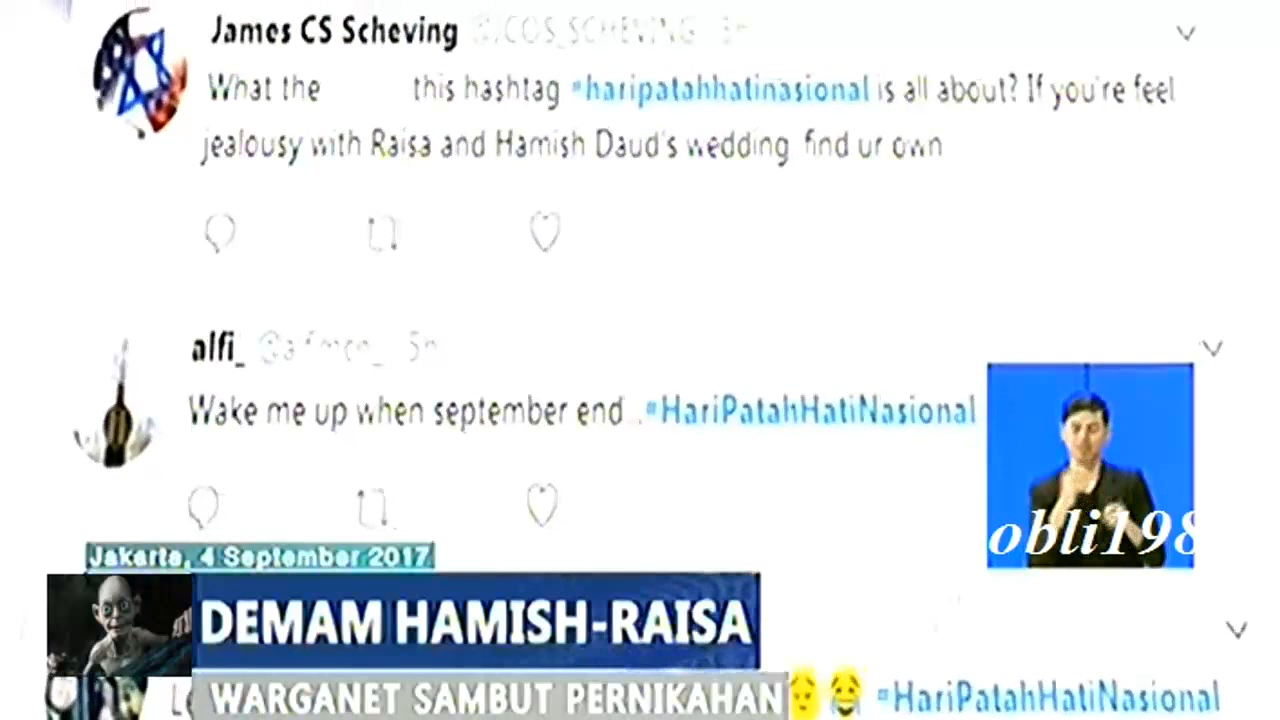 James CS Scheving @JCOS_SCHEVING
What the this hashtag #haripatahhatinasional is all about? If you're feel
jealousy with Raisa and Hamish Daud's wedding find ur own
alfi_
Wake me up when september end...#HariPatahHatiNasional
obli198
Jakarta, 4 September 2017
DEMAM HAMISH-RAISA
WARGANET SAMBUT PERNIKAHAN
#HariPatahHatiNasional